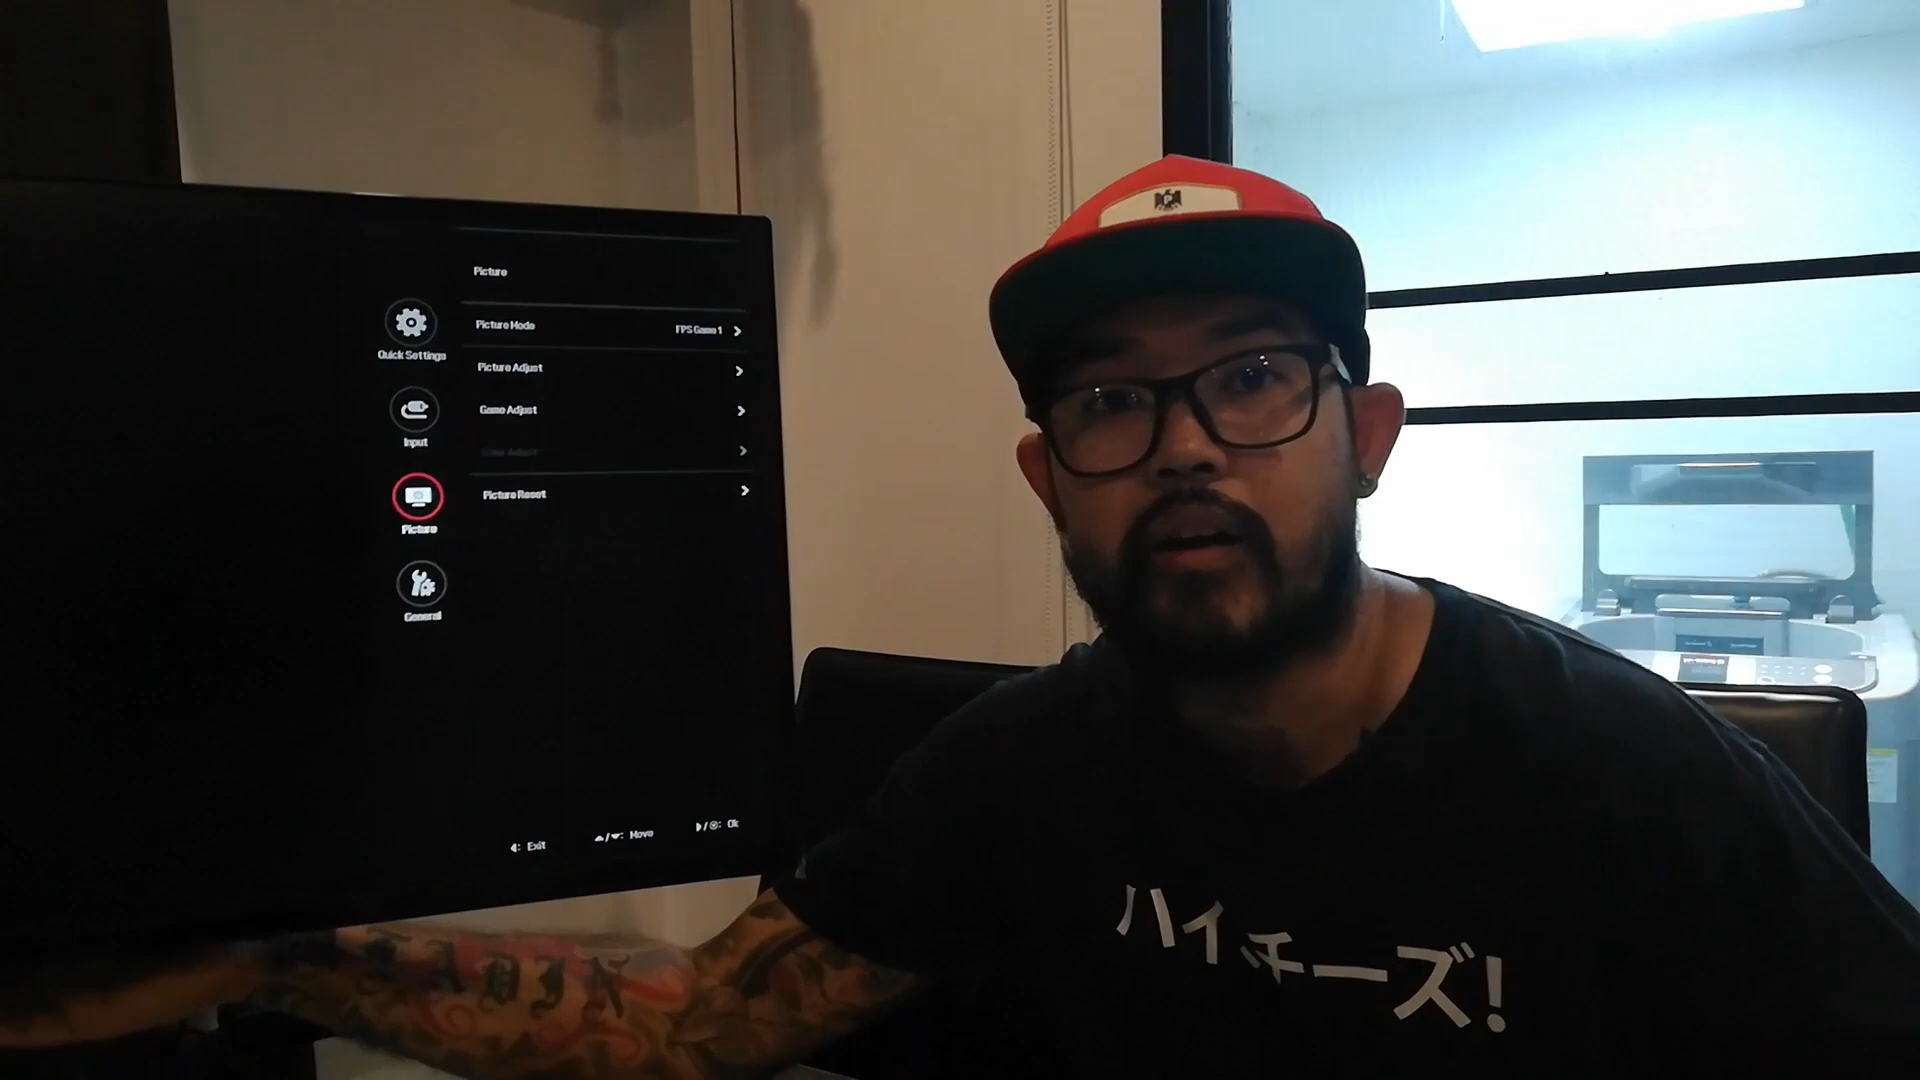 Picture
Picture Mode FPS Game 1
Quick Settings
Picture Adjust
Game Adjust
Input
Picture Reset
Picture
General
Exit Move Ok
P
ハイ、チーズ!